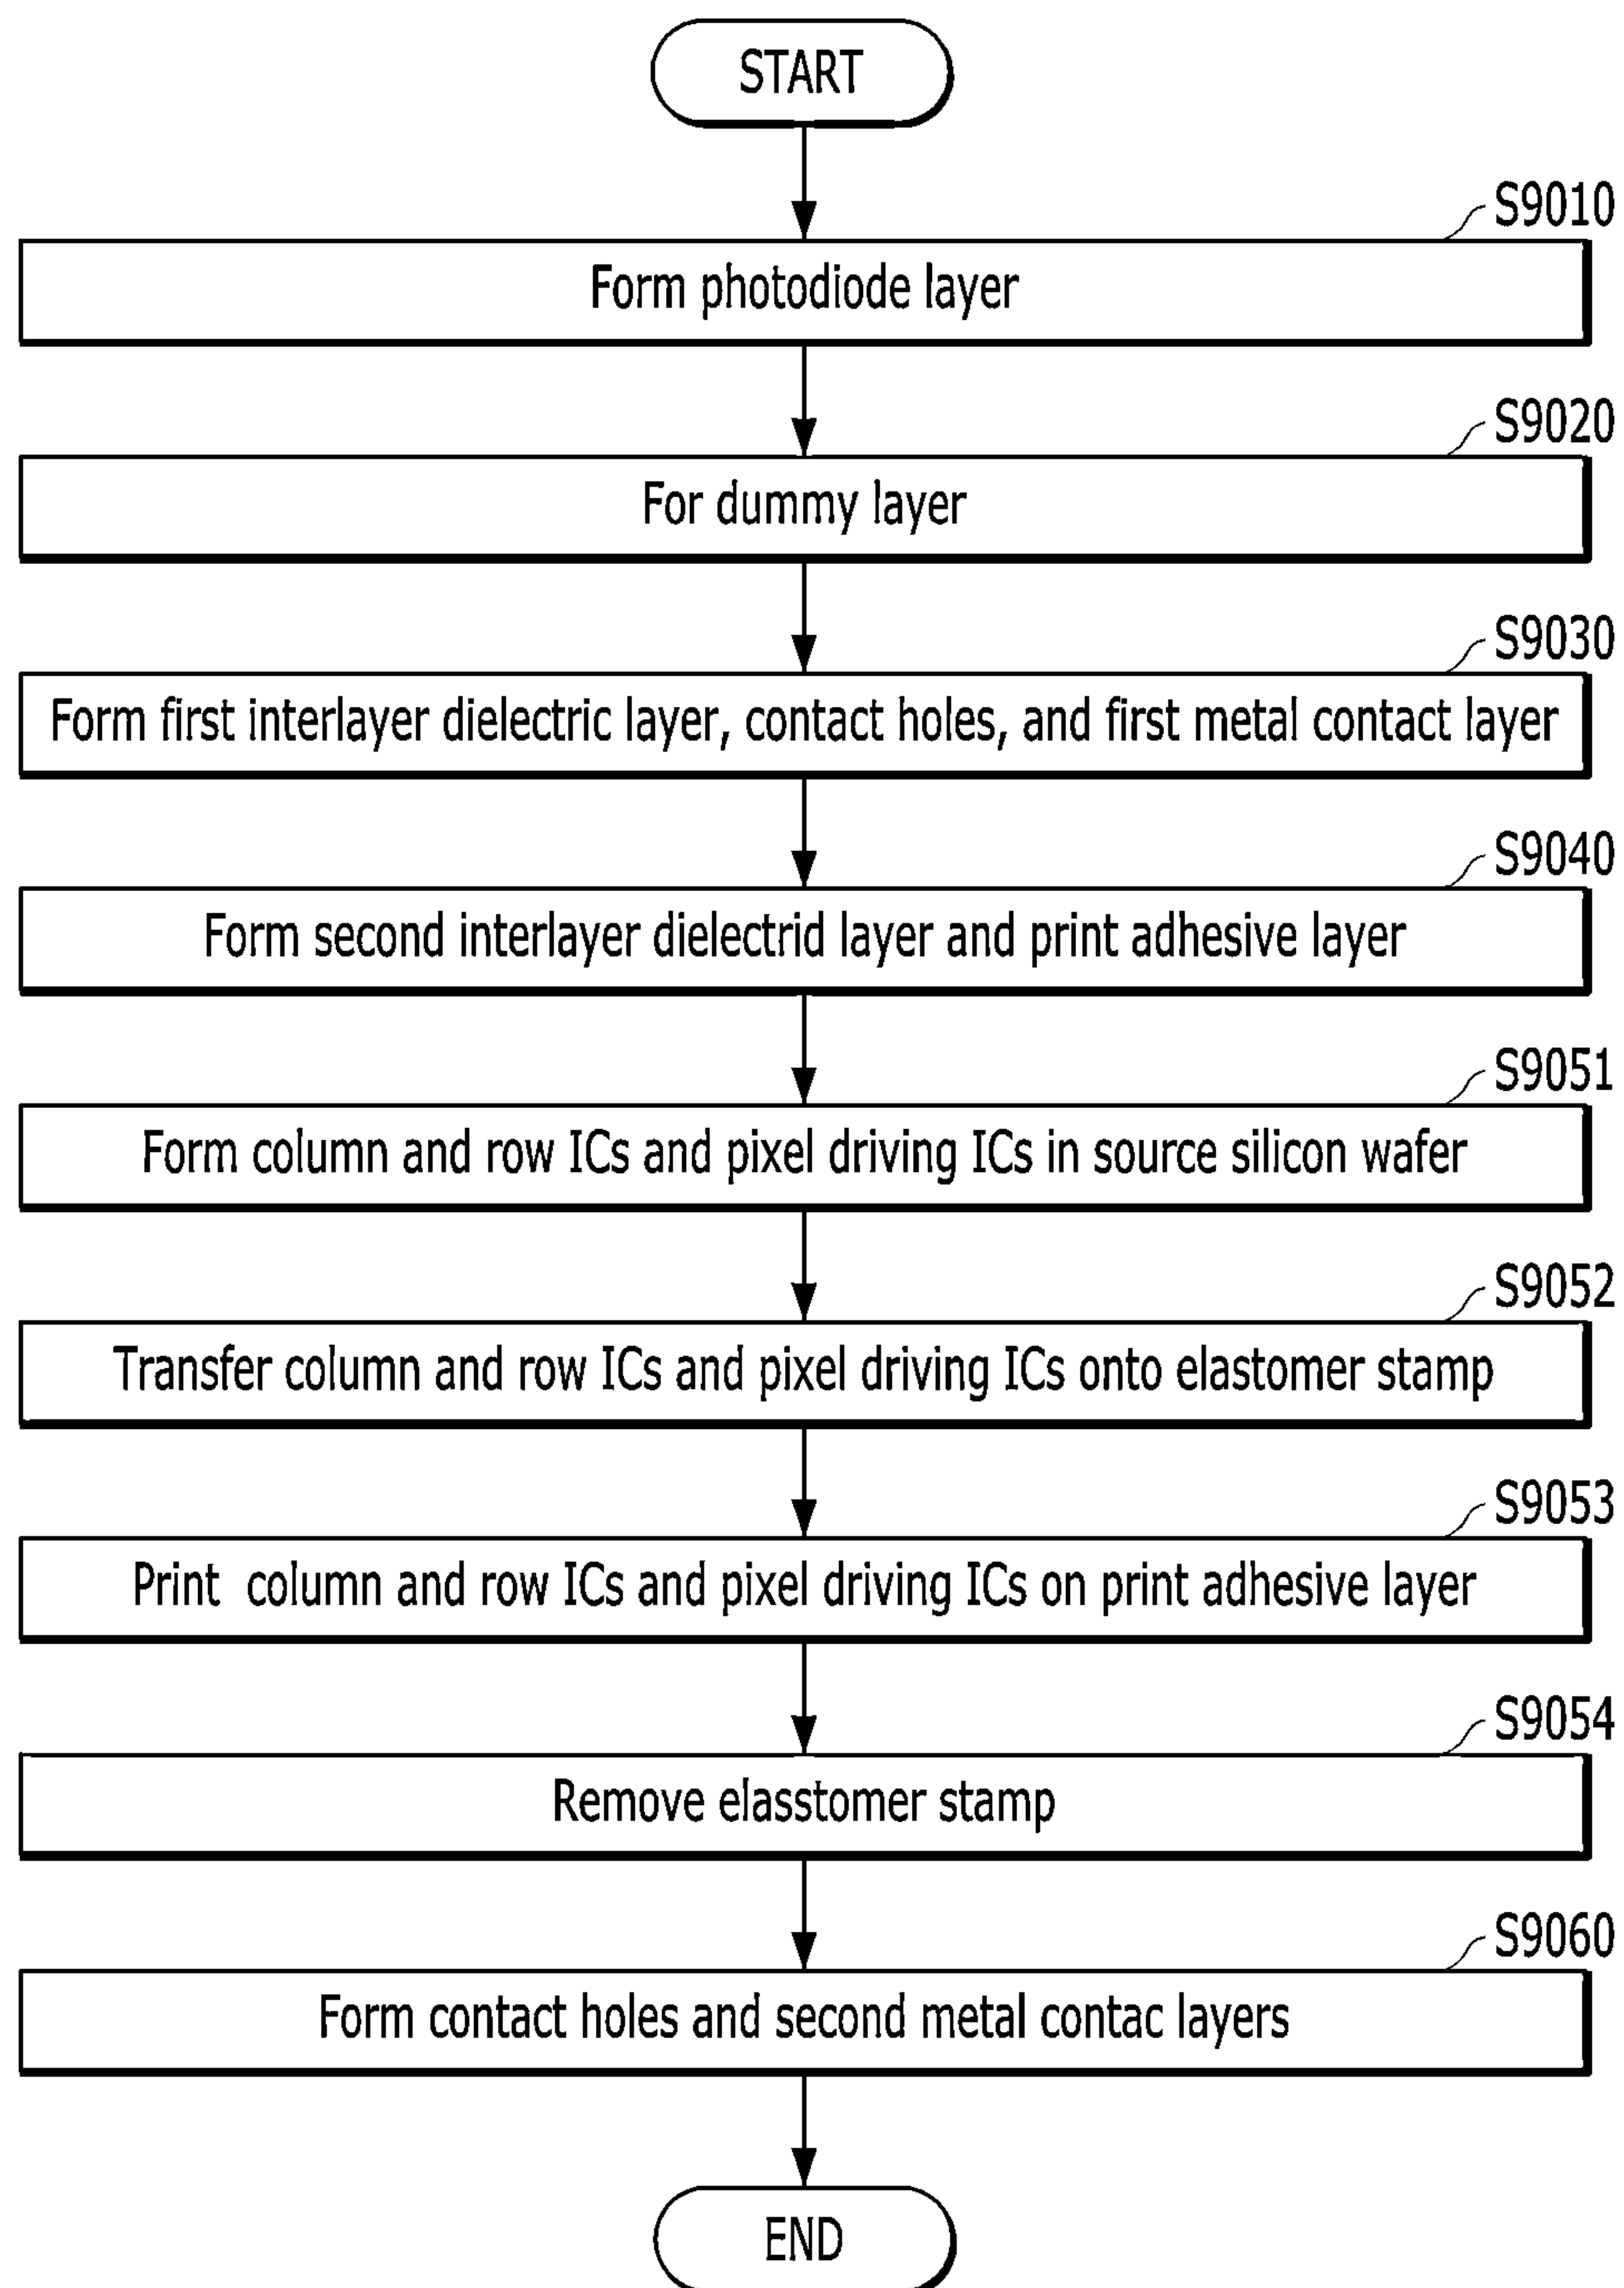 START
S9010
Form photodiode layer
S9020
For dummy layer
S9030
Form first interlayer dielectric layer, contact holes, and first metal contact layer
S9040
Form second interlayer dielectrid layer and print adhesive layer
S9051
Form column and row ICs and pixel driving ICs in source silicon wafer
S9052
Transfer column and row ICs and pixel driving ICs onto elastomer stamp
S9053
Print column and row ICs and pixel driving ICs on print adhesive layer
S9054
Remove elasstomer stamp
S9060
Form contact holes and second metal contac layers
END